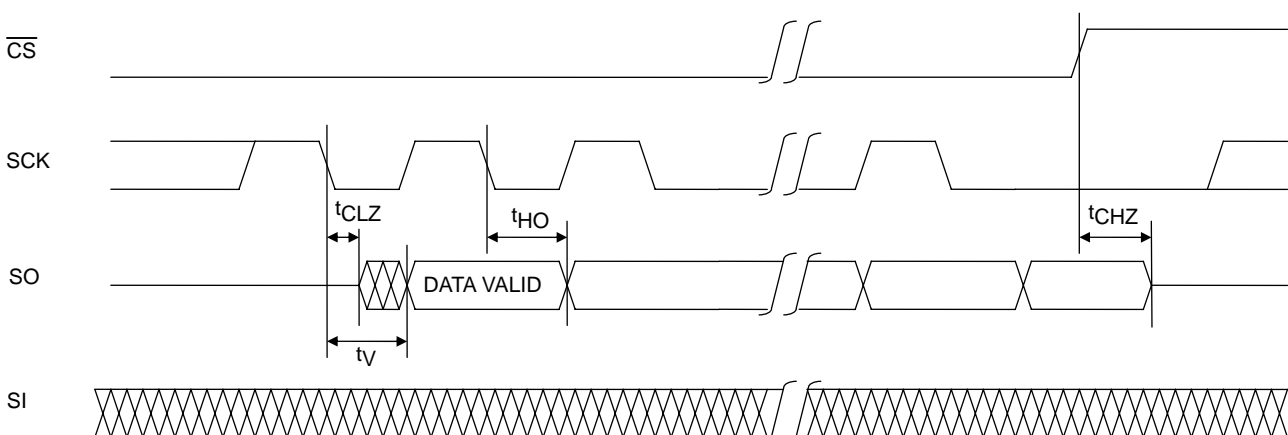 CS
SCK
tCLZ
tHO
tCHZ
SO
DATA VALID
tV
SI